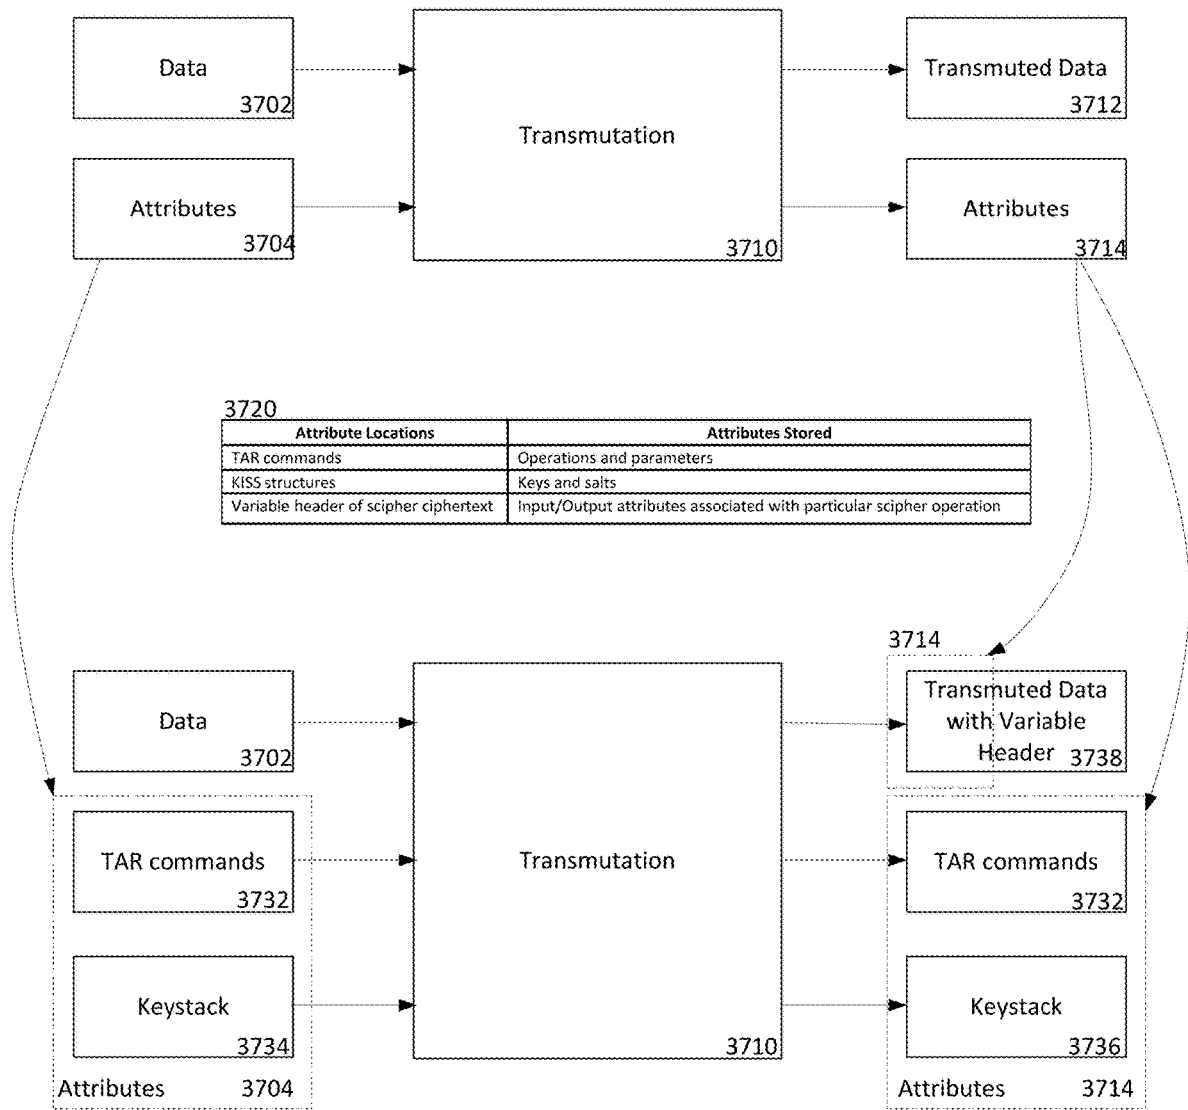 Data
3702
Transmutation
3710
Transmuted Data
3712
Attributes
3704
Attributes
3714
3720
Attribute Locations Attributes Stored
TAR commands Operations and parameters
KISS structures Keys and salts
Variable header of scipher ciphertext Input/Output attributes associated with particular scipher operation
3714
Data
3702
Transmuted Data
with Variable
Header 3738
TAR commands
3732
Transmutation
3710
TAR commands
3732
Keystack
3734
Keystack
3736
Attributes 3704
Attributes 3714